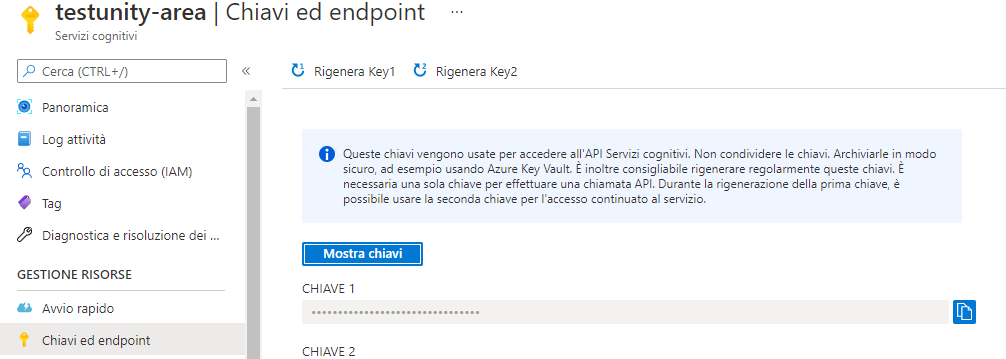 testunity-area | Chiavi ed endpoint ...
Servizi cognitivi
Cerca (CTRL+/)
«
Rigenera Key1
Rigenera Key2
Panoramica
Log attività
Controllo di accesso (IAM)
Tag
Diagnostica e risoluzione dei ...
GESTIONE RISORSE
Avvio rapido
Chiavi ed endpoint
Queste chiavi vengono usate per accedere all'API Servizi cognitivi. Non condividere le chiavi. Archiviarle in modo
sicuro, ad esempio usando Azure Key Vault. È inoltre consigliabile rigenerare regolarmente queste chiavi. È
necessaria una sola chiave per effettuare una chiamata API. Durante la rigenerazione della prima chiave, è
possibile usare la seconda chiave per l'accesso continuato al servizio.
Mostra chiavi
CHIAVE 1
••••••••••••••••••••••••••••••••
CHIAVE 2